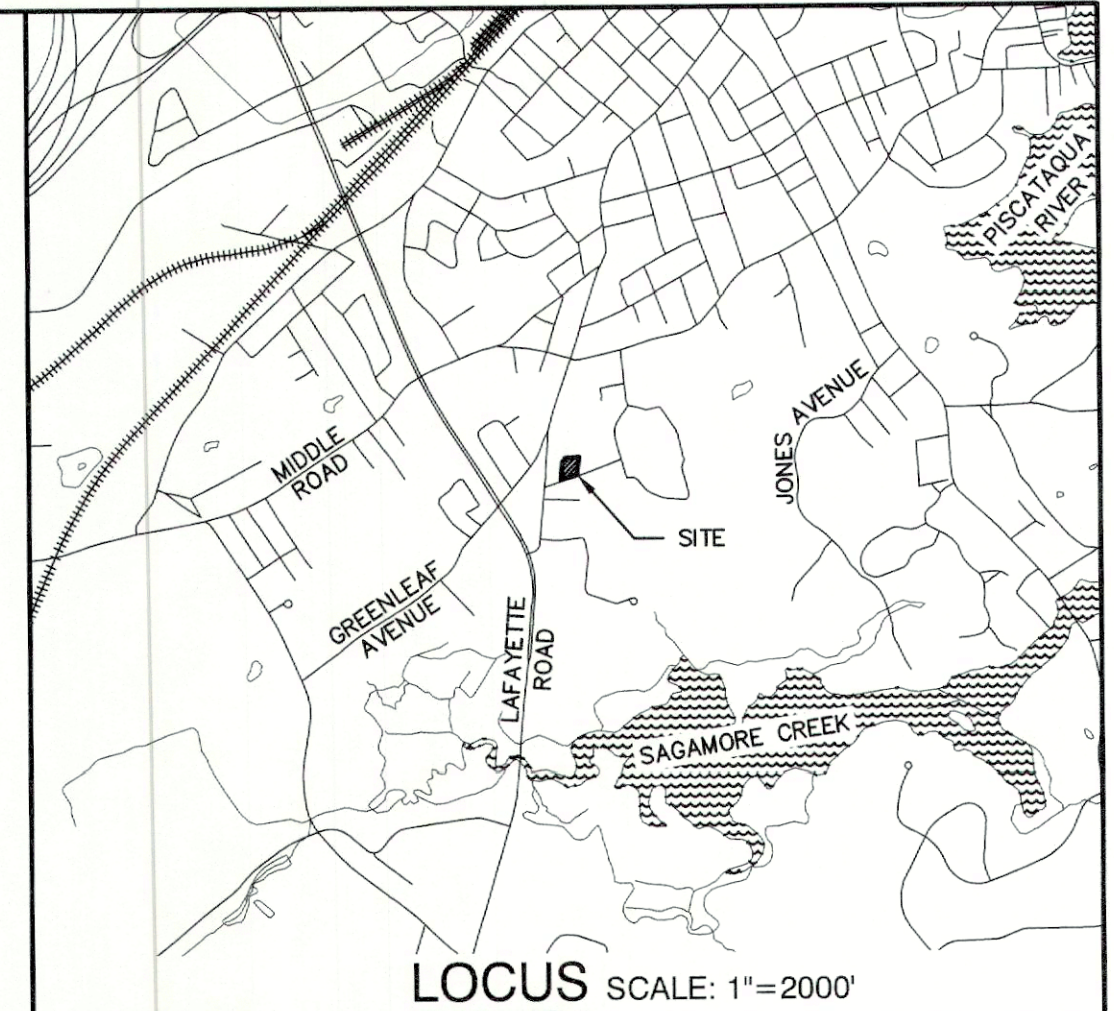 PISCATAQUA
RIVER
JONES AVENUE
MIDDLE
ROAD
SITE
GREENLEAF
AVENUE
LAFAYETTE
ROAD
SAGAMORE CREEK
LOCUS SCALE: 1"=2000'